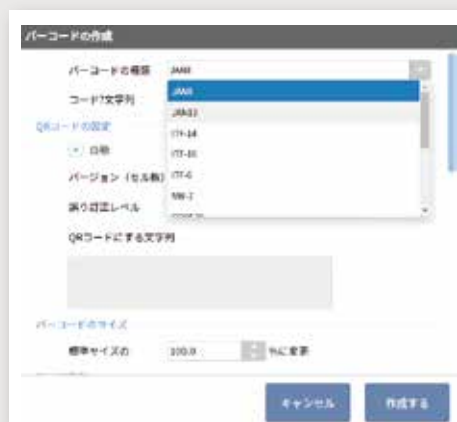 バーコードの作成
バーコードの種類 JAN8
コード?文字列
JAN8
JAN13
ITF-14
ITF-16
ITF-6
NW-7
QRコードの設定
自動
バージョン(セル数)
誤り訂正レベル
QRコードにする文字列
バーコードのサイズ
標準サイズの 100.0 %に変更
キャンセル 作成する